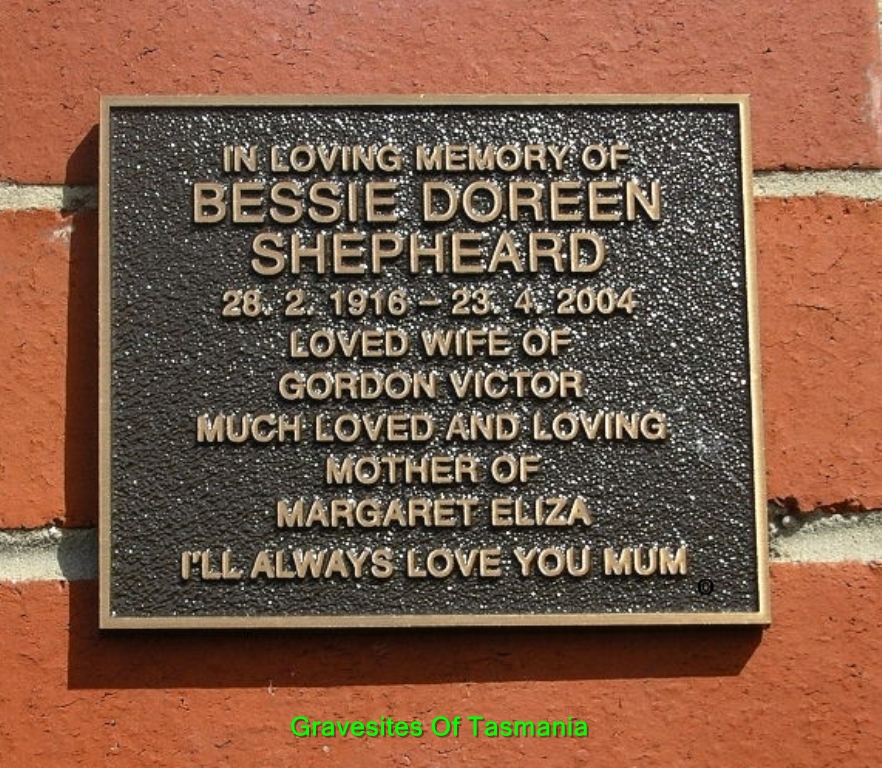 IN LOVING MEMORY OF
BESSIE DOREEN
SHEPHEARD
28. 2. 1916 – 23. 4. 2004
LOVED WIFE OF
GORDON VICTOR
MUCH LOVED AND LOVING
MOTHER OF
MARGARET ELIZA
I'LL ALWAYS LOVE YOU MUM
©
Gravesites Of Tasmania